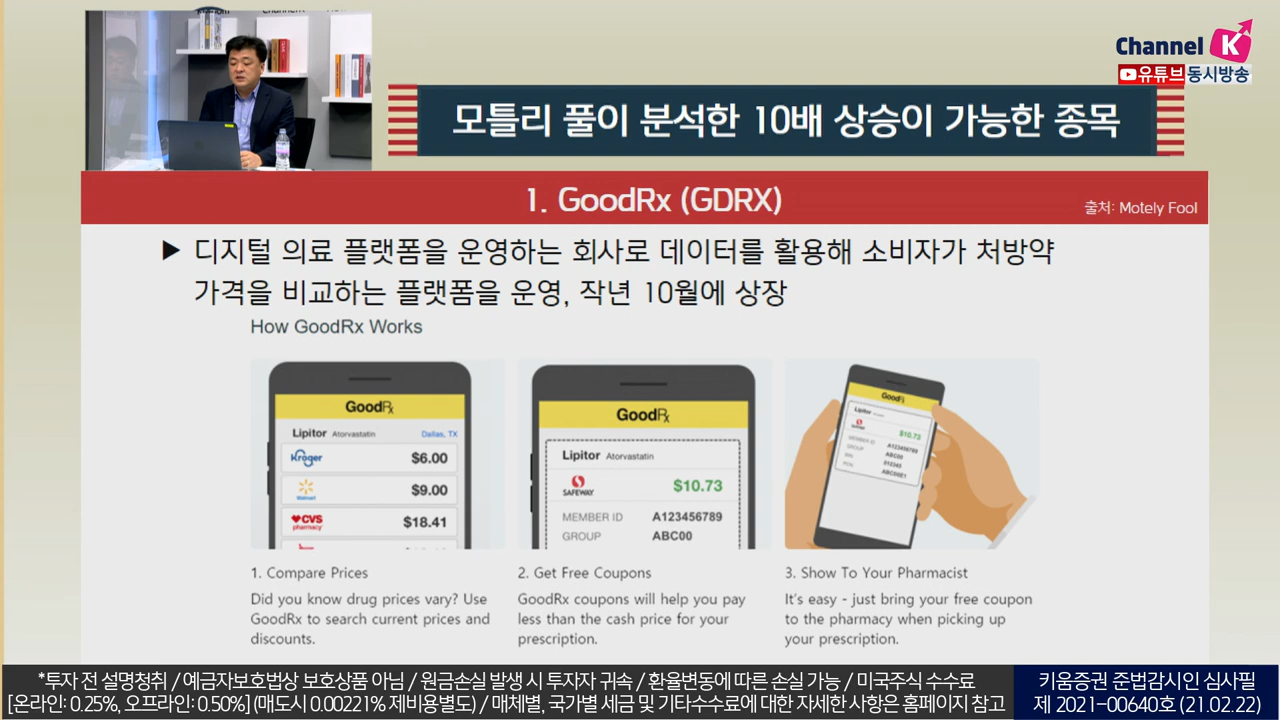 Channel K
유튜브 동시방송
모틀리 풀이 분석한 10배 상승이 가능한 종목
1. GoodRx (GDRX)
출처: Motely Fool
▶ 디지털 의료 플랫폼을 운영하는 회사로 데이터를 활용해 소비자가 처방약
가격을 비교하는 플랫폼을 운영, 작년 10월에 상장
How GoodRx Works
GoodRx
Lipitor Atorvastatin Dallas, TX
Kroger $6.00
Walmart $9.00
CVS pharmacy $18.41
GoodRx
Lipitor Atorvastatin
SAFEWAY $10.73
MEMBER ID A123456789
GROUP ABC00
GoodRx
Lipitor
$10.73
MEMBER ID A123456789
GROUP ABC00
BIN 012345
PCN ABCDE1
1. Compare Prices
Did you know drug prices vary? Use
GoodRx to search current prices and
discounts.
2. Get Free Coupons
GoodRx coupons will help you pay
less than the cash price for your
prescription.
3. Show To Your Pharmacist
It's easy - just bring your free coupon
to the pharmacy when picking up
your prescription.
*투자 전 설명청취 / 예금자보호법상 보호상품 아님 / 원금손실 발생 시 투자자 귀속 / 환율변동에 따른 손실 가능 / 미국주식 수수료
[온라인: 0.25%, 오프라인: 0.50%] (매도시 0.00221% 제비용별도) / 매체별, 국가별 세금 및 기타수수료에 대한 자세한 사항은 홈페이지 참고
키움증권 준법감시인 심사필
제 2021-00640호 (21.02.22)